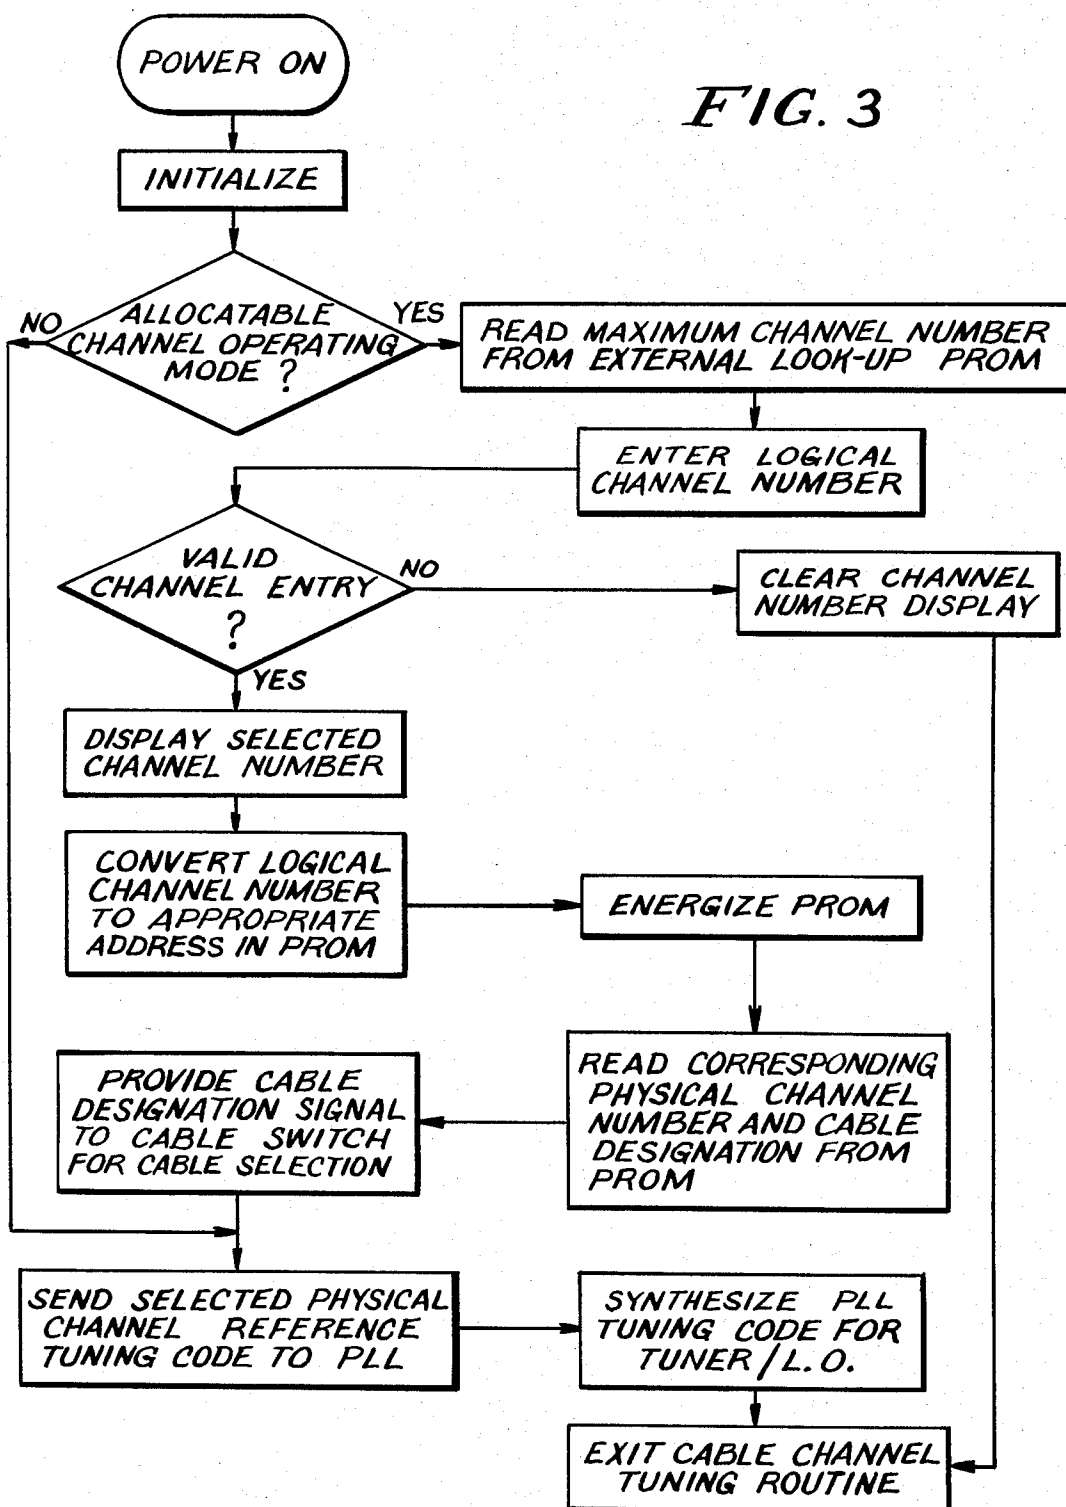 POWER ON
FIG. 3
INITIALIZE
ALLOCATABLE
CHANNEL OPERATING
MODE ?
NO
YES
READ MAXIMUM CHANNEL NUMBER
FROM EXTERNAL LOOK-UP PROM
ENTER LOGICAL
CHANNEL NUMBER
VALID
CHANNEL ENTRY
?
NO
YES
CLEAR CHANNEL
NUMBER DISPLAY
DISPLAY SELECTED
CHANNEL NUMBER
CONVERT LOGICAL
CHANNEL NUMBER
TO APPROPRIATE
ADDRESS IN PROM
ENERGIZE PROM
READ CORRESPONDING
PHYSICAL CHANNEL
NUMBER AND CABLE
DESIGNATION FROM
PROM
PROVIDE CABLE
DESIGNATION SIGNAL
TO CABLE SWITCH
FOR CABLE SELECTION
SEND SELECTED PHYSICAL
CHANNEL REFERENCE
TUNING CODE TO PLL
SYNTHESIZE PLL
TUNING CODE FOR
TUNER/L.O.
EXIT CABLE CHANNEL
TUNING ROUTINE